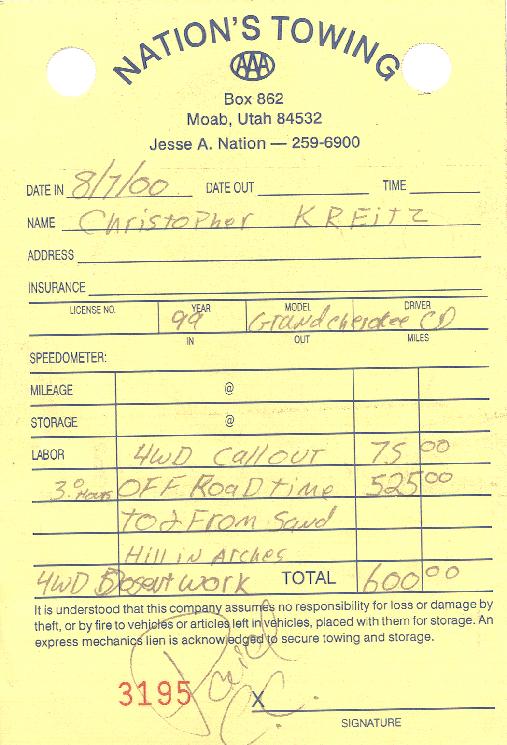 NATION'S TOWING
AAA
Box 862
Moab, Utah 84532
Jesse A. Nation — 259-6900
DATE IN 8/7/00 DATE OUT TIME
NAME Christopher KREitz
ADDRESS
INSURANCE
LICENSE NO. YEAR MODEL DRIVER
99 Grandcherokee CD
IN OUT MILES
SPEEDOMETER:
MILEAGE @
STORAGE @
LABOR 4WD Callout 75 00
3.0 Hours OFF Road time 525 00
to & From Sand
Hill in Arches
4WD Desert work TOTAL 600 00
It is understood that this company assumes no responsibility for loss or damage by
theft, or by fire to vehicles or articles left in vehicles, placed with them for storage. An
express mechanics lien is acknowledged to secure towing and storage.
Paid
3195 X
SIGNATURE